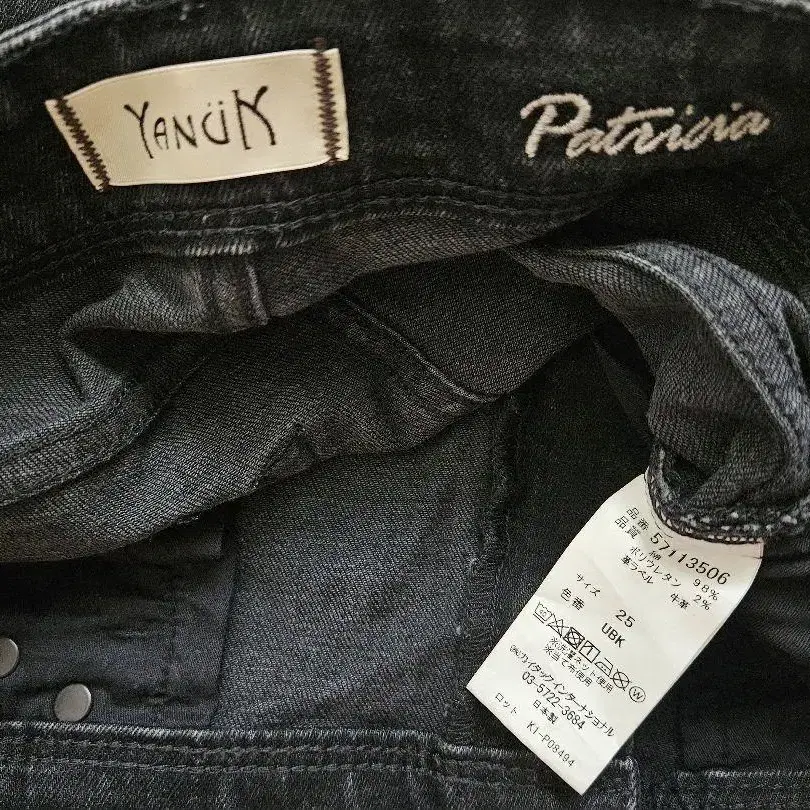 YANÜK
Patricia
品番 57113506
品質 綿 98%
ポリウレタン 2%
革ラベル 牛革
サイズ 25
色番 UBK
※洗濯ネット使用
※当て布使用
㈱カイタックインターナショナル
03-5722-3684
日本製
ロット K1-P08494